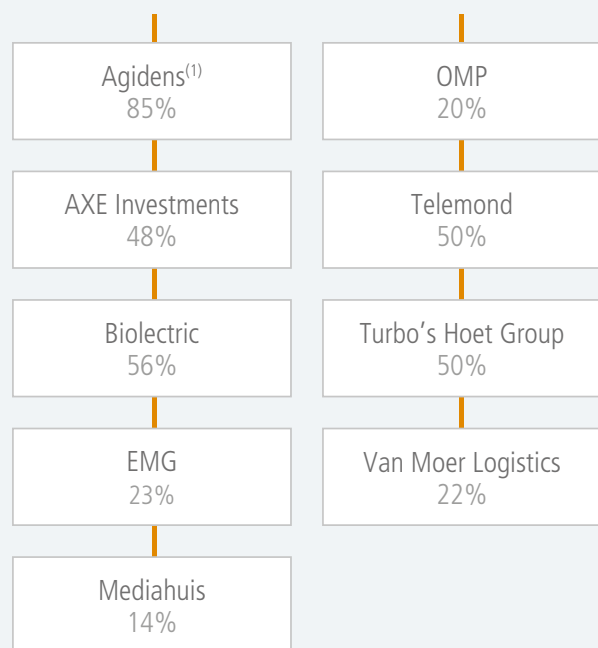 Agidens(1)
85%
AXE Investments
48%
Biolectric
56%
EMG
23%
Mediahuis
14%
OMP
20%
Telemond
50%
Turbo’s Hoet Group
50%
Van Moer Logistics
22%